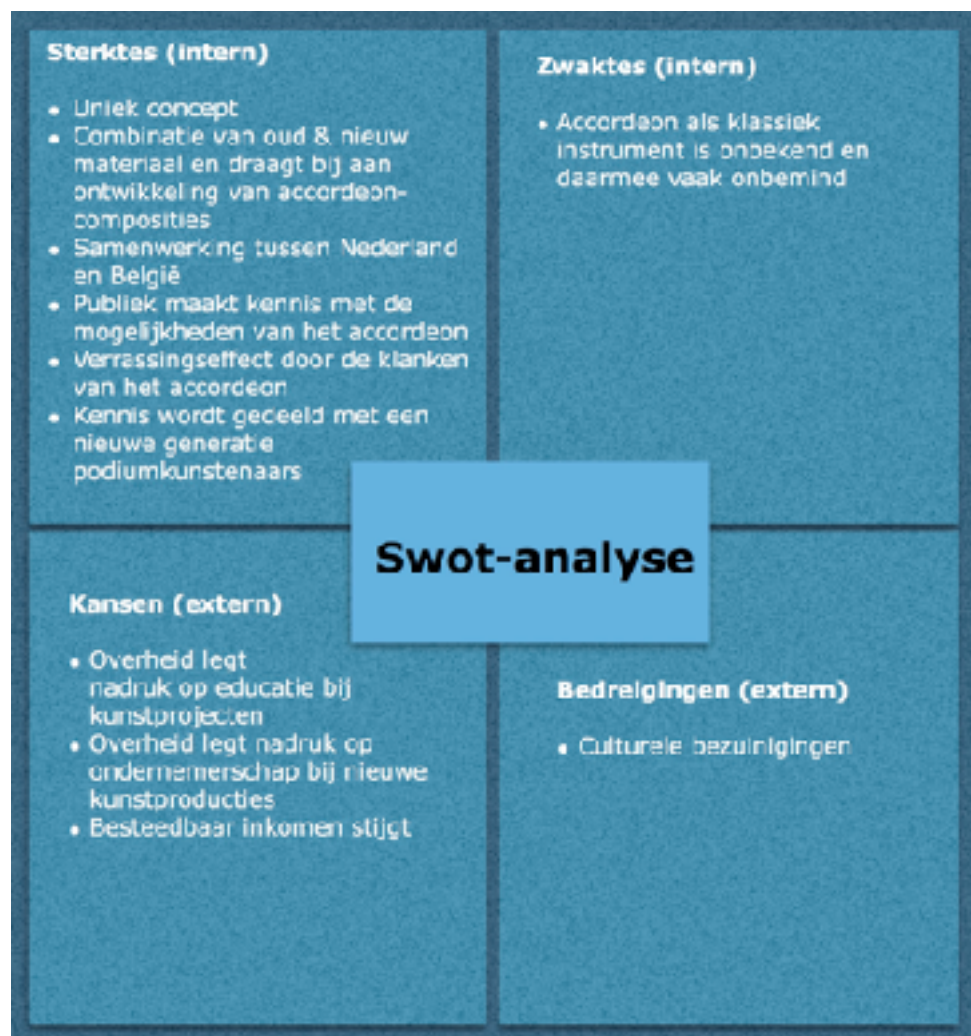 Sterktes (intern)
• Uniek concept
• Combinatie van oud & nieuw
materiaal en draagt bij aan
ontwikkeling van accordeon-
composities
• Samenwerking tussen Nederland
en België
• Publiek maakt kennis met de
mogelijkheden van het accordeon
• Verrassingseffect door de klanken
van het accordeon
• Kennis wordt gedeeld met een
nieuwe generatie
podiumkunstenaars
Zwaktes (intern)
• Accordeon als klassiek
instrument is onbekend en
daarmee vaak onbemind
Swot-analyse
Kansen (extern)
• Overheid legt
nadruk op educatie bij
kunstprojecten
• Overheid legt nadruk op
ondernemerschap bij nieuwe
kunstproducties
• Besteedbaar inkomen stijgt
Bedreigingen (extern)
• Culturele bezuinigingen